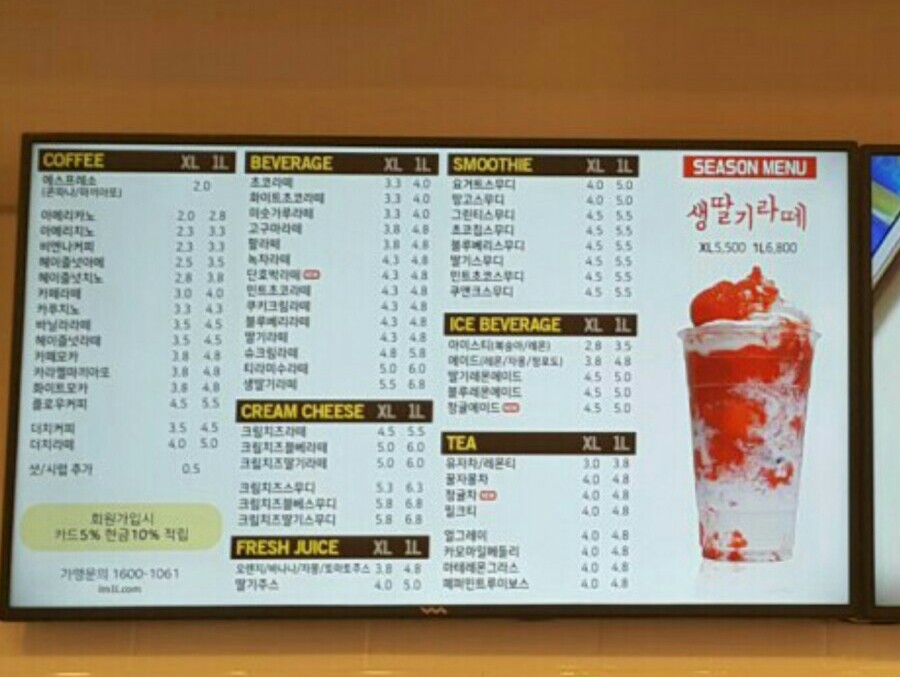 COFFEE XL 1L
에스프레소 2.0
(콘파나/마끼아또)
아메리카노 2.0 2.8
아메리치노 2.3 3.3
비엔나커피 2.3 3.3
헤이즐넛아메 2.5 3.5
헤이즐넛치노 2.8 3.8
카페라떼 3.0 4.0
카푸치노 3.3 4.3
바닐라라떼 3.5 4.5
헤이즐넛라떼 3.5 4.5
카페모카 3.8 4.8
카라멜마끼아또 3.8 4.8
화이트모카 3.8 4.8
플로우커피 4.5 5.5
더치커피 3.5 4.5
더치라떼 4.0 5.0
샷/시럽 추가 0.5
회원가입시
카드5% 현금10% 적립
가맹문의 1600-1061
im1l.com
BEVERAGE XL 1L
초코라떼 3.3 4.0
화이트초코라떼 3.3 4.0
미숫가루라떼 3.3 4.0
고구마라떼 3.8 4.8
팥라떼 3.8 4.8
녹차라떼 4.3 4.8
단호박라떼 4.3 4.8
민트초코라떼 4.3 4.8
쿠키크림라떼 4.3 4.8
블루베리라떼 4.3 4.8
딸기라떼 4.3 4.8
슈크림라떼 4.8 5.8
티라미수라떼 5.0 6.0
생딸기라떼 5.5 6.8
CREAM CHEESE XL 1L
크림치즈라떼 4.5 5.5
크림치즈블베라떼 5.0 6.0
크림치즈딸기라떼 5.0 6.0
크림치즈스무디 5.3 6.3
크림치즈블베스무디 5.8 6.8
크림치즈딸기스무디 5.8 6.8
FRESH JUICE XL 1L
오렌지/바나나/자몽/토마토주스 3.8 4.8
딸기주스 4.0 5.0
SMOOTHIE XL 1L
요거트스무디 4.0 5.0
망고스무디 4.0 5.0
그린티스무디 4.5 5.5
초코칩스무디 4.5 5.5
블루베리스무디 4.5 5.5
딸기스무디 4.5 5.5
민트초코스무디 4.5 5.5
쿠앤크스무디 4.5 5.5
ICE BEVERAGE XL 1L
아이스티(복숭아/레몬) 2.8 3.5
에이드(레몬/자몽/청포도) 3.8 4.8
딸기레몬에이드 4.5 5.0
블루레몬에이드 4.5 5.0
청귤에이드 4.5 5.0
TEA XL 1L
유자차/레몬티 3.0 3.8
꿀자몽차 4.0 4.8
청귤차 4.0 4.8
밀크티 4.0 4.8
얼그레이 4.0 4.8
카모마일메들리 4.0 4.8
마테레몬그라스 4.0 4.8
페퍼민트루이보스 4.0 4.8
SEASON MENU
생딸기라떼
XL5,500 1L6,800